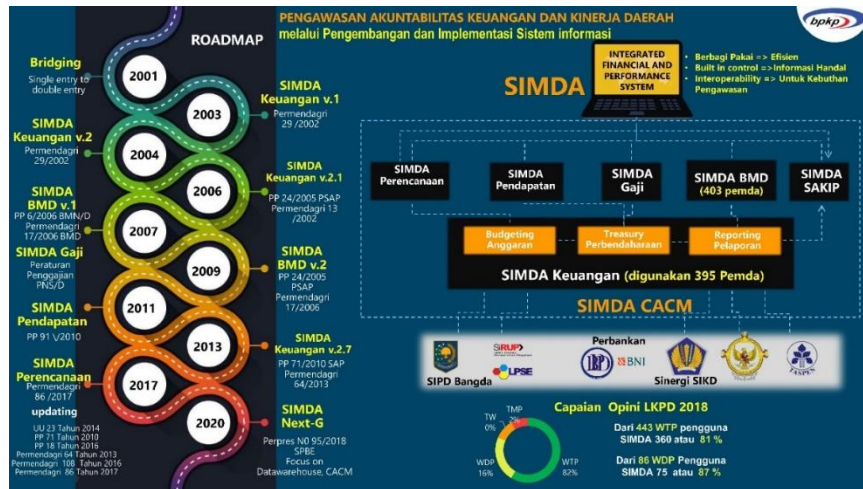 PENGAWASAN AKUNTABILITAS KEUANGAN DAN KINERJA DAERAH
melalui Pengembangan dan Implementasi Sistem informasi
bpkp
ROADMAP
Bridging
Single entry to
double entry
2001
SIMDA
Keuangan v.1
Permendagri
29 /2002
2003
SIMDA
Keuangan v.2
Permendagri
29/2002
2004
SIMDA
Keuangan v.2.1
PP 24/2005 PSAP
Permendagri 13
/2002
2006
SIMDA
BMD v.1
PP 6/2006 BMN/D
Permendagri
17/2006 BMD
2007
SIMDA Gaji
Peraturan
Penggajian
PNS/D
2009
SIMDA
BMD v.2
PP 24/2005
PSAP
Permendagri
17/2006
2011
SIMDA
Pendapatan
PP 91 \/2010
2013
SIMDA
Keuangan v.2.7
PP 71/2010 SAP
Permendagri
64/2013
2017
SIMDA
Perencanaan
Permendagri
86 /2017
updating
UU 23 Tahun 2014
PP 71 Tahun 2010
PP 18 Tahun 2016
Permendagri 64 Tahun 2013
Permendagri 108 Tahun 2016
Permendagri 86 Tahun 2017
2020
SIMDA
Next-G
Perpres N0 95/2018
SPBE
Focus on
Datawarehouse, CACM
SIMDA
INTEGRATED
FINANCIAL AND
PERFORMANCE
SYSTEM
• Berbagi Pakai => Efisien
• Built in control =>Informasi Handal
• Interoperability => Untuk Kebuthan
Pengawasan
SIMDA
Perencanaan
SIMDA
Pendapatan
SIMDA
Gaji
SIMDA BMD
(403 pemda)
SIMDA
SAKIP
Budgeting
Anggaran
Treasury
Perbendaharaan
Reporting
Pelaporan
SIMDA Keuangan (digunakan 395 Pemda)
SIMDA CACM
SIPD Bangda
SiRUP
LPSE
Perbankan
BNI
Sinergi SIKD
TASPEN
Capaian Opini LKPD 2018
TW
0%
TMP
2%
WDP
16%
WTP
82%
Dari 443 WTP pengguna
SIMDA 360 atau 81 %
Dari 86 WDP Pengguna
SIMDA 75 atau 87 %